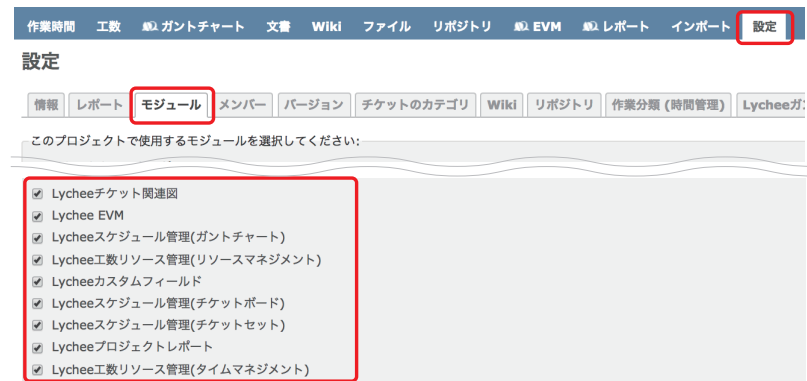 作業時間 工数 ガントチャート 文書 Wiki ファイル リポジトリ EVM レポート インポート 設定
設定
情報 レポート モジュール メンバー バージョン チケットのカテゴリ Wiki リポジトリ 作業分類 (時間管理) Lycheeガ
このプロジェクトで使用するモジュールを選択してください:
Lycheeチケット関連図
Lychee EVM
Lycheeスケジュール管理(ガントチャート)
Lychee工数リソース管理(リソースマネジメント)
Lycheeカスタムフィールド
Lycheeスケジュール管理(チケットボード)
Lycheeスケジュール管理(チケットセット)
Lycheeプロジェクトレポート
Lychee工数リソース管理(タイムマネジメント)